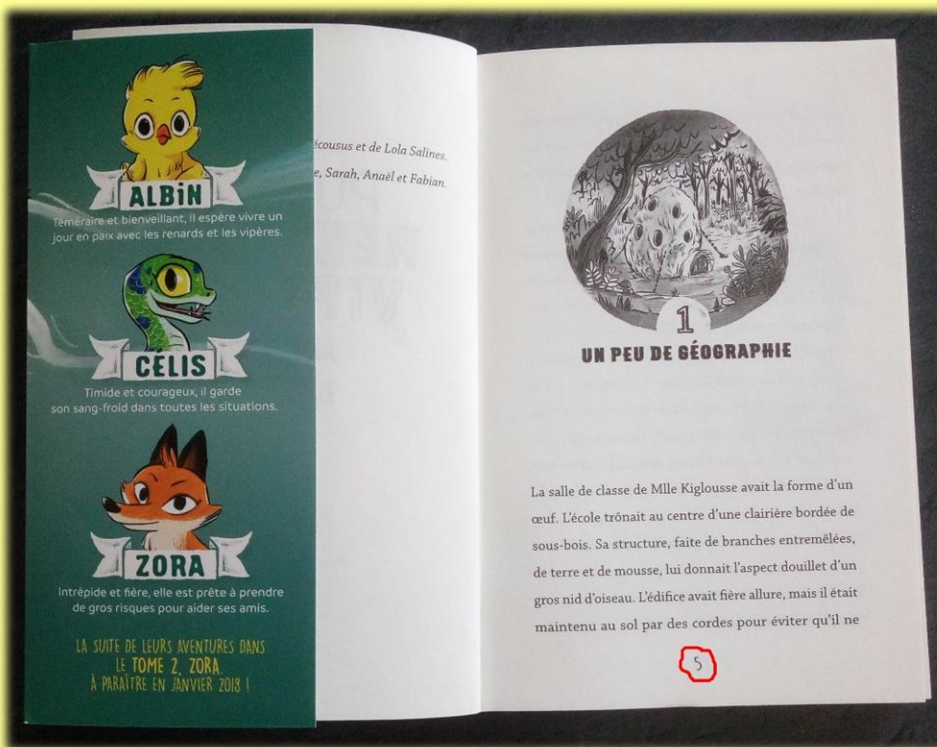 ALBiN
Téméraire et bienveillant, il espère vivre un
jour en paix avec les renards et les vipères.
CÉLIS
Timide et courageux, il garde
son sang-froid dans toutes les situations.
ZORA
Intrépide et fière, elle est prête à prendre
de gros risques pour aider ses amis.
LA SUITE DE LEURS AVENTURES DANS
LE TOME 2, ZORA.
À PARAÎTRE EN JANVIER 2018 !
et de Lola Salines.
Sarah, Anaël et Fabian.
1
UN PEU DE GÉOGRAPHIE
La salle de classe de Mlle Kiglousse avait la forme d'un
œuf. L'école trônait au centre d'une clairière bordée de
sous-bois. Sa structure, faite de branches entremêlées,
de terre et de mousse, lui donnait l'aspect douillet d'un
gros nid d'oiseau. L'édifice avait fière allure, mais il était
maintenu au sol par des cordes pour éviter qu'il ne
5